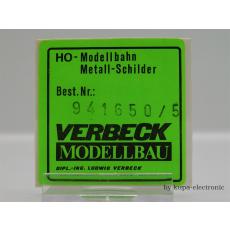 HO-Modellbahn
Metall-Schilder
Best.Nr.:
941650/5
VERBECK
MODELLBAU
DIPL.-ING. LUDWIG VERBECK
by kupa-electronic